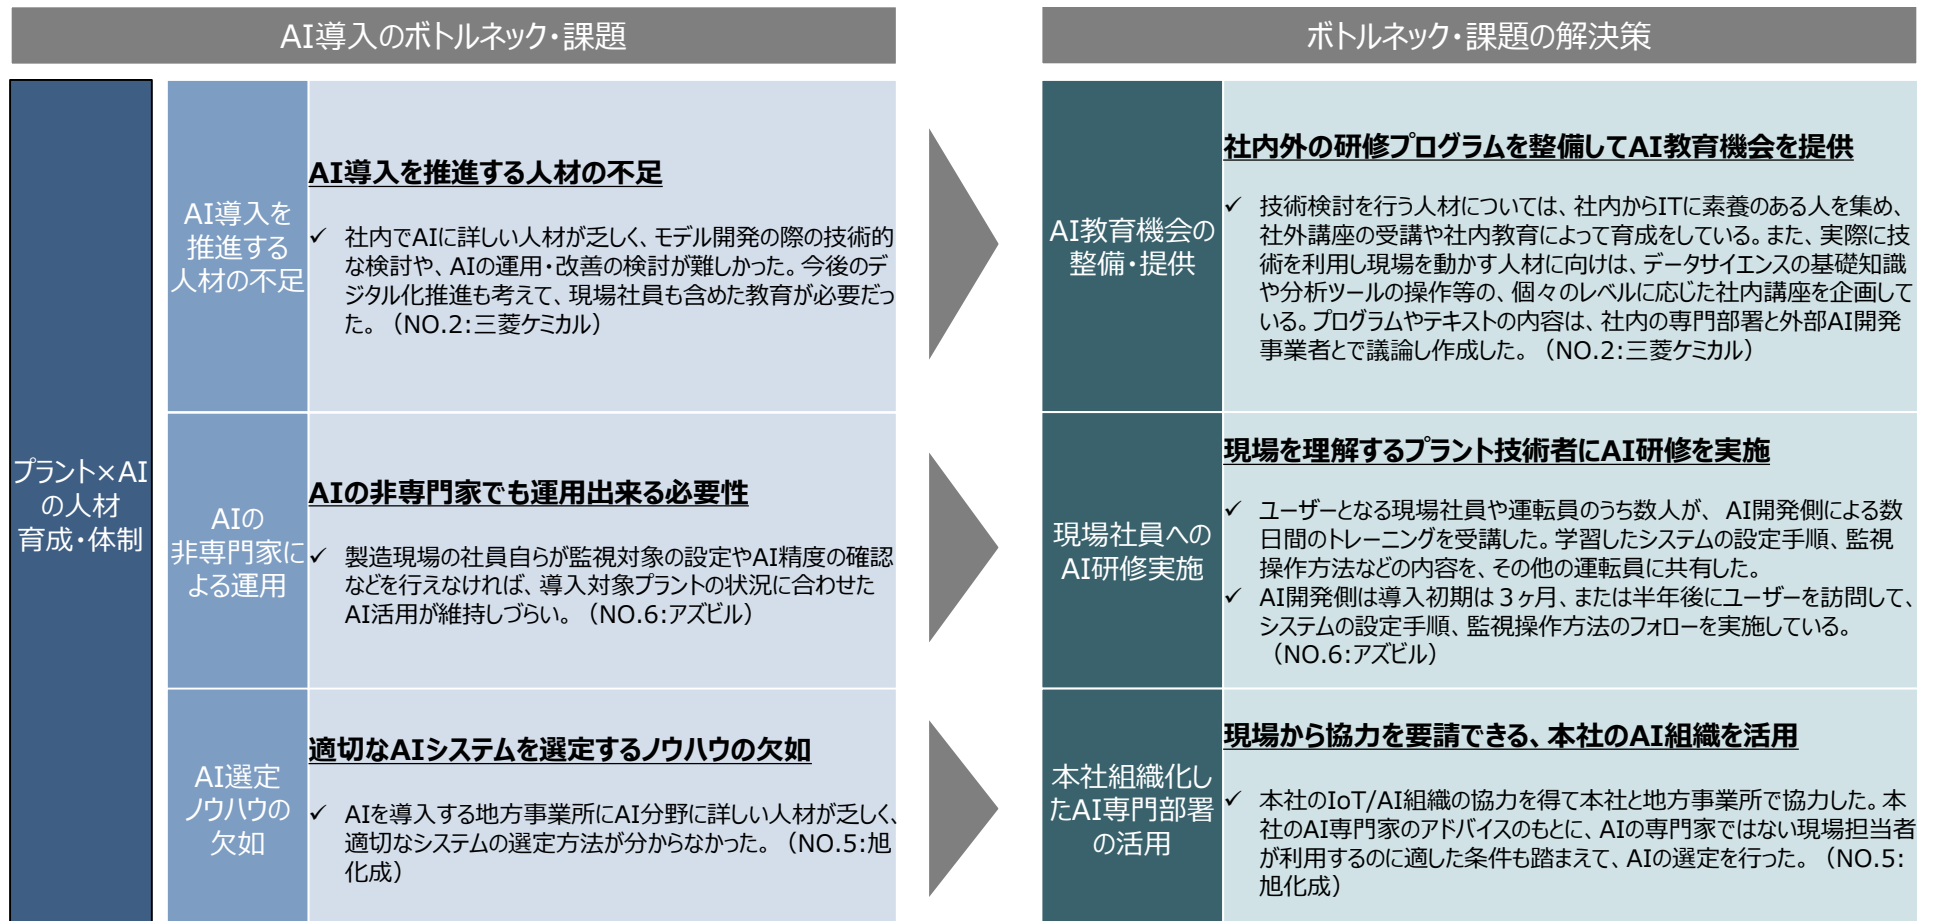 AI導入のボトルネック・課題
ボトルネック・課題の解決策
プラント×AI
の人材
育成・体制
AI導入を
推進する
人材の不足
AI導入を推進する人材の不足
✓ 社内でAIに詳しい人材が乏しく、モデル開発の際の技術的
な検討や、AIの運用・改善の検討が難しかった。今後のデ
ジタル化推進も考えて、現場社員も含めた教育が必要だっ
た。（NO.2:三菱ケミカル）
AI教育機会の
整備・提供
社内外の研修プログラムを整備してAI教育機会を提供
✓ 技術検討を行う人材については、社内からITに素養のある人を集め、
社外講座の受講や社内教育によって育成をしている。また、実際に技
術を利用し現場を動かす人材に向けは、データサイエンスの基礎知識
や分析ツールの操作等の、個々のレベルに応じた社内講座を企画して
いる。プログラムやテキストの内容は、社内の専門部署と外部AI開発
事業者とで議論し作成した。（NO.2:三菱ケミカル）
AIの
非専門家に
よる運用
AIの非専門家でも運用出来る必要性
✓ 製造現場の社員自らが監視対象の設定やAI精度の確認
などを行えなければ、導入対象プラントの状況に合わせた
AI活用が維持しづらい。（NO.6:アズビル）
現場社員への
AI研修実施
現場を理解するプラント技術者にAI研修を実施
✓ ユーザーとなる現場社員や運転員のうち数人が、AI開発側による数
日間のトレーニングを受講した。学習したシステムの設定手順、監視
操作方法などの内容を、その他の運転員に共有した。
✓ AI開発側は導入初期は３ヶ月、または半年後にユーザーを訪問して、
システムの設定手順、監視操作方法のフォローを実施している。
（NO.6:アズビル）
AI選定
ノウハウの
欠如
適切なAIシステムを選定するノウハウの欠如
✓ AIを導入する地方事業所にAI分野に詳しい人材が乏しく、
適切なシステムの選定方法が分からなかった。（NO.5:旭
化成）
本社組織化し
たAI専門部署
の活用
現場から協力を要請できる、本社のAI組織を活用
✓ 本社のIoT/AI組織の協力を得て本社と地方事業所で協力した。本
社のAI専門家のアドバイスのもとに、AIの専門家ではない現場担当者
が利用するのに適した条件も踏まえて、AIの選定を行った。（NO.5:
旭化成）